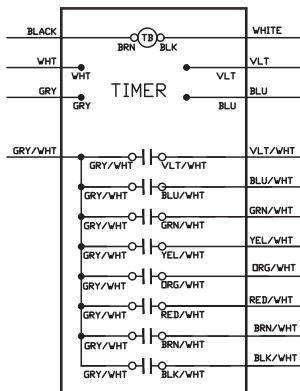 BLACK TB WHITE
BRN BLK
WHT VLT
WHT VLT
GRY TIMER BLU
GRY BLU
GRY/WHT VLT/WHT
GRY/WHT VLT/WHT
BLU/WHT
GRY/WHT BLU/WHT
GRN/WHT
GRY/WHT GRN/WHT
YEL/WHT
GRY/WHT YEL/WHT
ORG/WHT
GRY/WHT ORG/WHT
RED/WHT
GRY/WHT RED/WHT
BRN/WHT
GRY/WHT BRN/WHT
BLK/WHT
GRY/WHT BLK/WHT